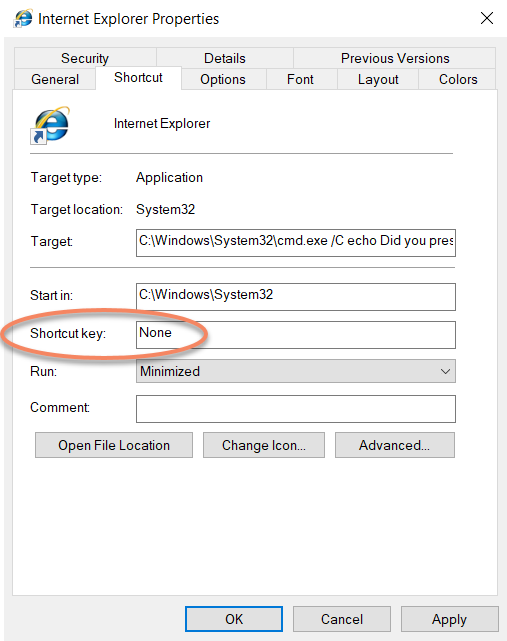 Internet Explorer Properties
Security Details Previous Versions
General Shortcut Options Font Layout Colors
Internet Explorer
Target type: Application
Target location: System32
Target: C:\Windows\System32\cmd.exe /C echo Did you pres
Start in: C:\Windows\System32
Shortcut key: None
Run: Minimized
Comment:
Open File Location Change Icon... Advanced...
OK Cancel Apply